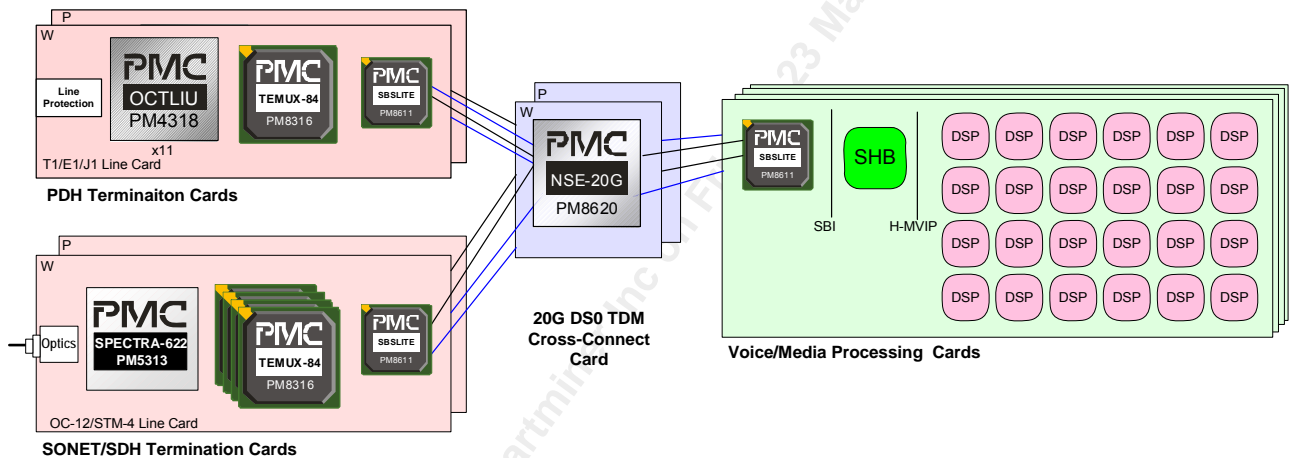 P
W
Line
Protection
PMC
OCTLIU
PM4318
x11
PMC
TEMUX-84
PM8316
PMC
SBSLITE
PM8611
T1/E1/J1 Line Card
PDH Terminaiton Cards
P
W
Optics
PMC
SPECTRA-622
PM5313
PMC
TEMUX-84
PM8316
PMC
SBSLITE
PM8611
OC-12/STM-4 Line Card
SONET/SDH Termination Cards
P
W
PMC
NSE-20G
PM8620
20G DS0 TDM
Cross-Connect
Card
PMC
SBSLITE
PM8611
SBI
SHB
H-MVIP
DSP DSP DSP DSP DSP DSP
DSP DSP DSP DSP DSP DSP
DSP DSP DSP DSP DSP DSP
DSP DSP DSP DSP DSP DSP
Voice/Media Processing Cards